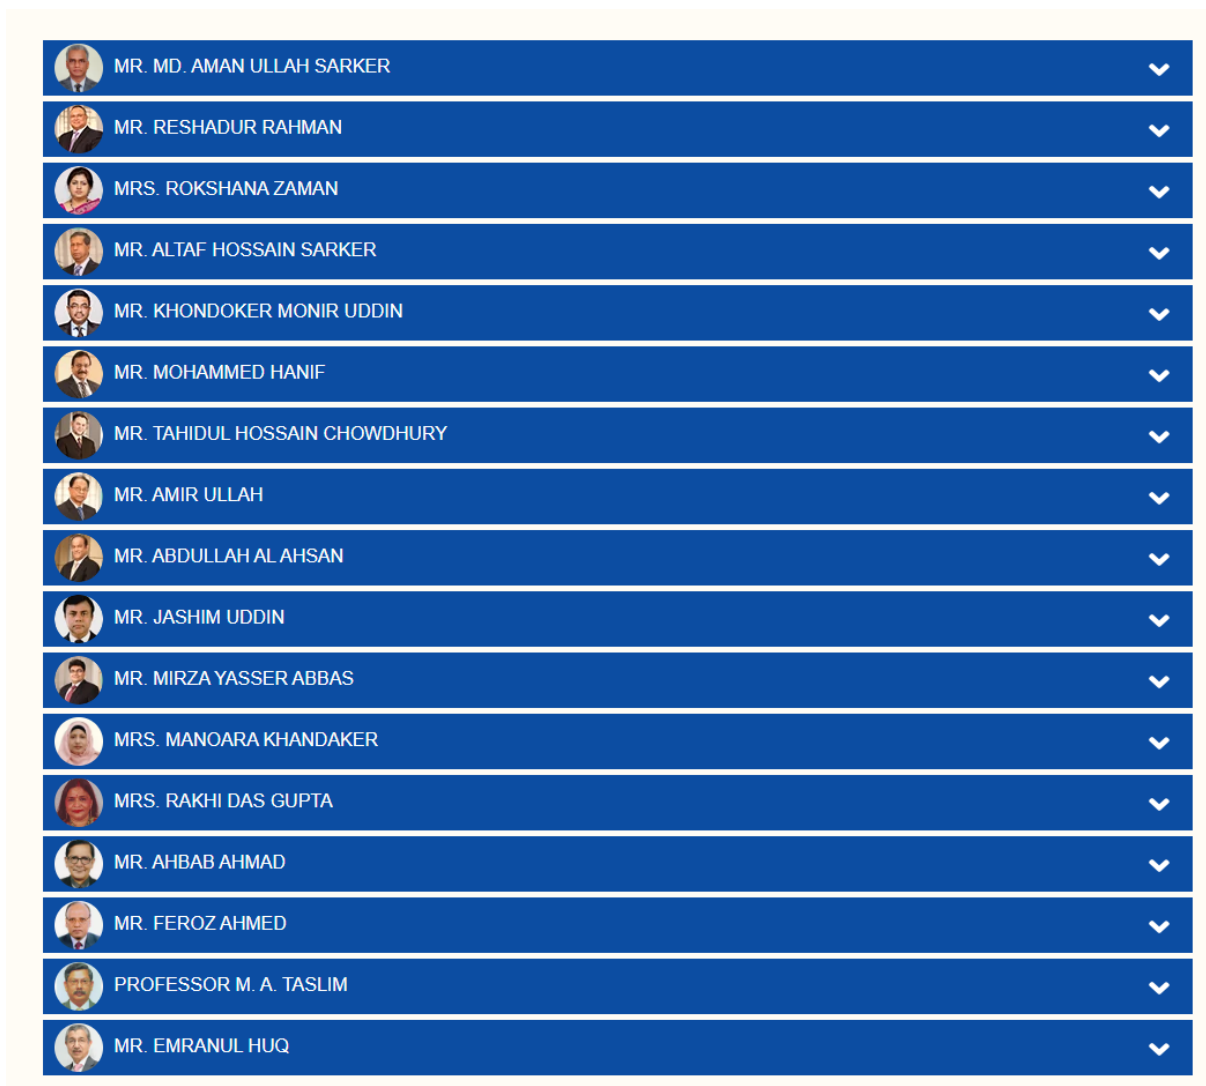 MR. MD. AMAN ULLAH SARKER
MR. RESHADUR RAHMAN
MRS. ROKSHANA ZAMAN
MR. ALTAF HOSSAIN SARKER
MR. KHONDOKER MONIR UDDIN
MR. MOHAMMED HANIF
MR. TAHIDUL HOSSAIN CHOWDHURY
MR. AMIR ULLAH
MR. ABDULLAH AL AHSAN
MR. JASHIM UDDIN
MR. MIRZA YASSER ABBAS
MRS. MANOARA KHANDAKER
MRS. RAKHI DAS GUPTA
MR. AHBAB AHMAD
MR. FEROZ AHMED
PROFESSOR M. A. TASLIM
MR. EMRANUL HUQ